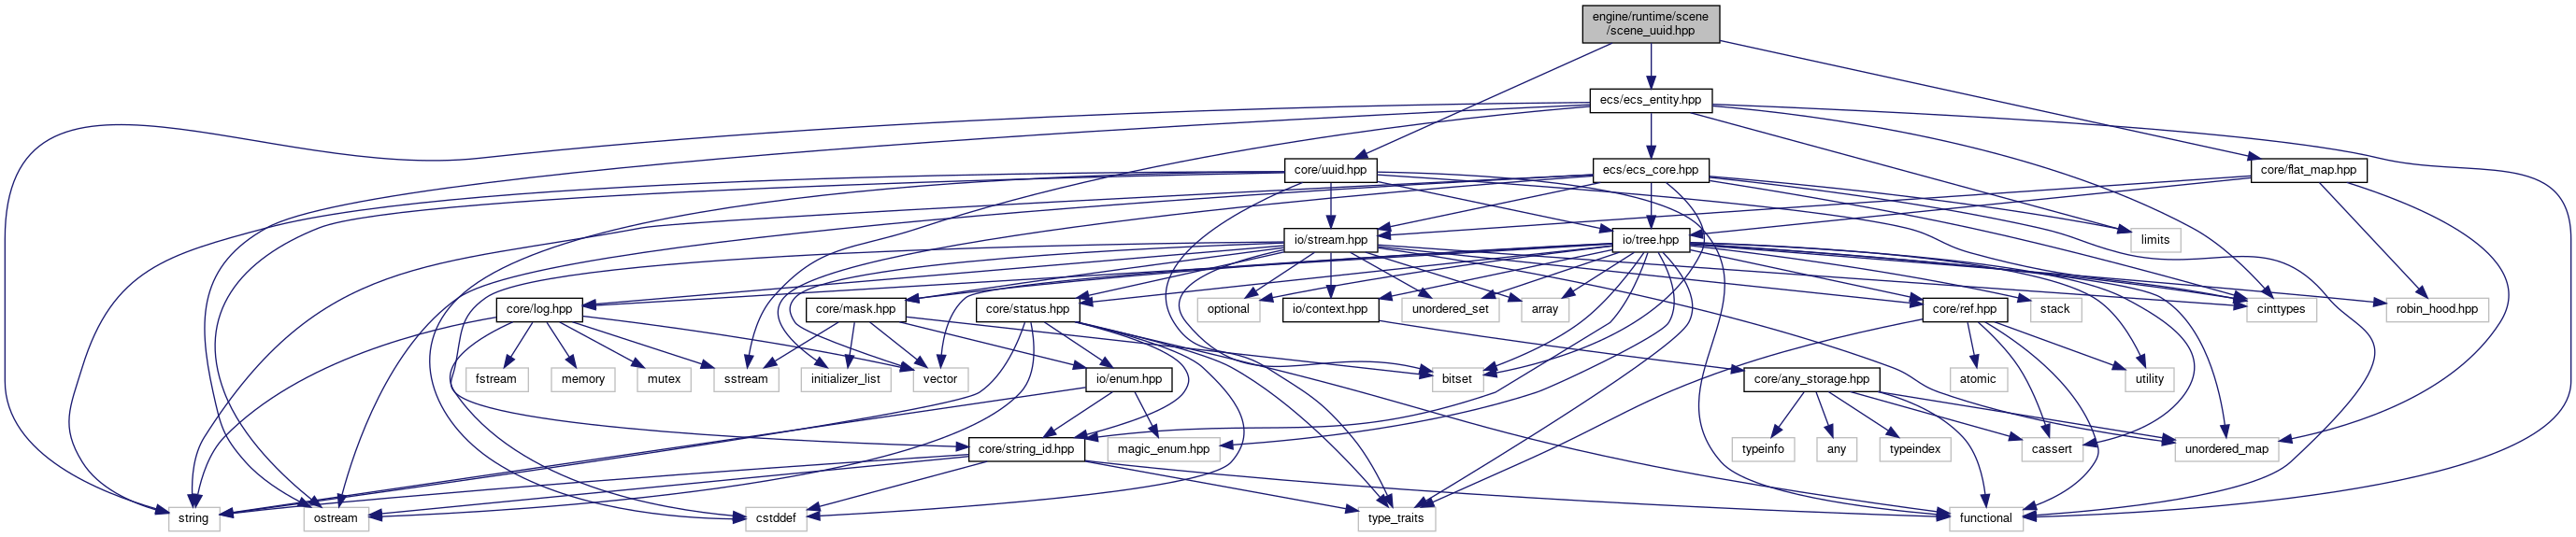 engine/runtime/scene
/scene_uuid.hpp
ecs/ecs_entity.hpp
core/uuid.hpp
ecs/ecs_core.hpp
core/flat_map.hpp
io/stream.hpp
io/tree.hpp
limits
core/log.hpp
core/mask.hpp
core/status.hpp
optional
io/context.hpp
unordered_set
array
core/ref.hpp
stack
cinttypes
robin_hood.hpp
fstream
memory
mutex
sstream
initializer_list
vector
io/enum.hpp
bitset
core/any_storage.hpp
atomic
utility
core/string_id.hpp
magic_enum.hpp
typeinfo
any
typeindex
cassert
unordered_map
string
ostream
cstddef
type_traits
functional